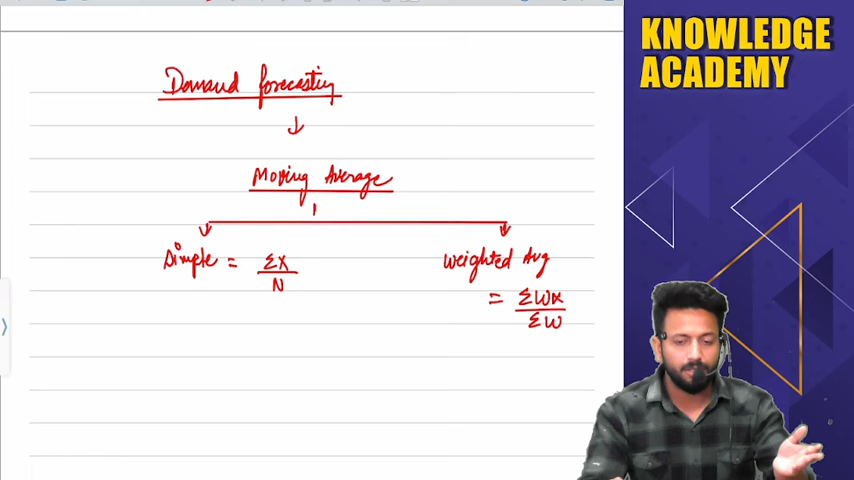 KNOWLEDGE
ACADEMY
Demand forecasting
Moving Average
Simple = ΣX
N
Weighted Avg
= ΣWX
ΣW